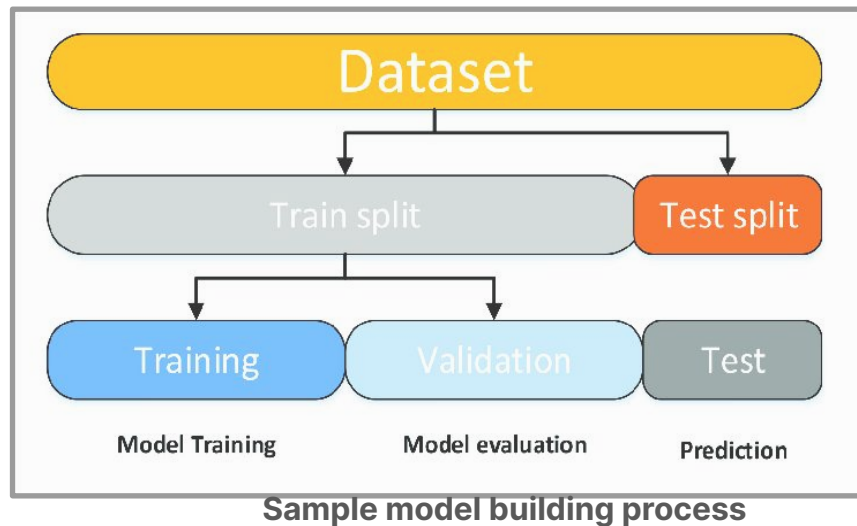 Dataset
Train split Test split
Training Validation Test
Model Training Model evaluation Prediction
Sample model building process